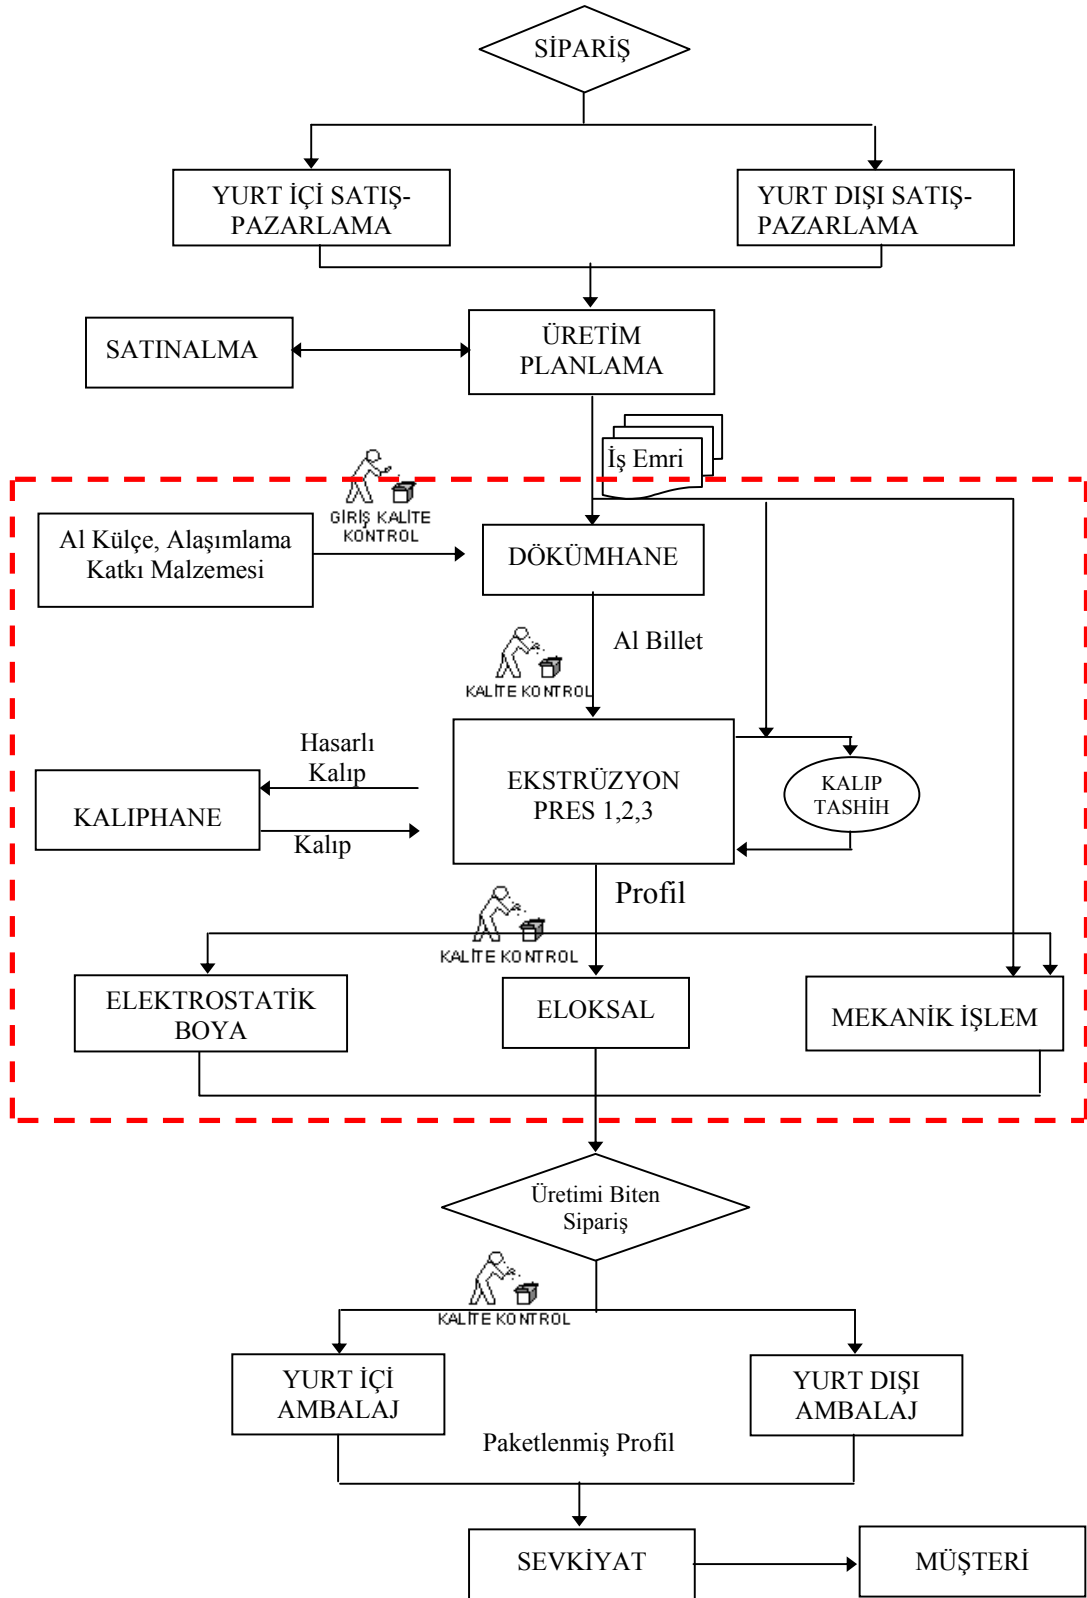 SİPARİŞ
YURT İÇİ SATIŞ-
PAZARLAMA
YURT DIŞI SATIŞ-
PAZARLAMA
SATINALMA
ÜRETİM
PLANLAMA
İş Emri
GİRİŞ KALİTE
KONTROL
Al Külçe, Alaşımlama
Katkı Malzemesi
DÖKÜMHANE
Al Billet
KALİTE KONTROL
Hasarlı
Kalıp
KALIPHANE
Kalıp
EKSTRÜZYON
PRES 1,2,3
KALIP
TASHİH
Profil
KALİTE KONTROL
ELEKTROSTATİK
BOYA
ELOKSAL
MEKANİK İŞLEM
Üretimi Biten
Sipariş
KALİTE KONTROL
YURT İÇİ
AMBALAJ
YURT DIŞI
AMBALAJ
Paketlenmiş Profil
SEVKİYAT
MÜŞTERİ